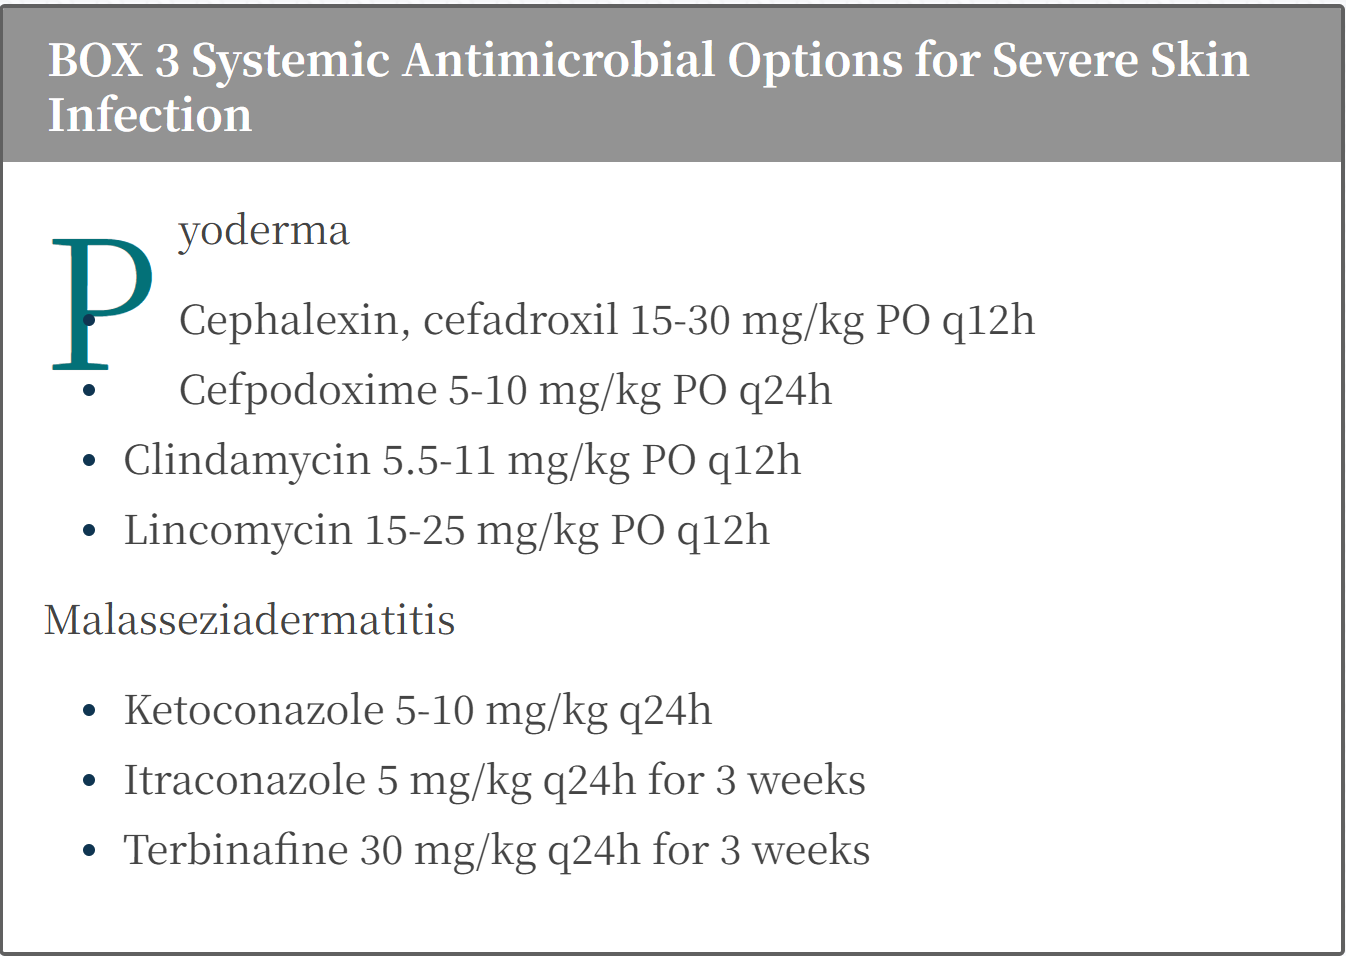 BOX 3 Systemic Antimicrobial Options for Severe Skin
Infection
Pyoderma
• Cephalexin, cefadroxil 15-30 mg/kg PO q12h
• Cefpodoxime 5-10 mg/kg PO q24h
• Clindamycin 5.5-11 mg/kg PO q12h
• Lincomycin 15-25 mg/kg PO q12h
Malasseziadermatitis
• Ketoconazole 5-10 mg/kg q24h
• Itraconazole 5 mg/kg q24h for 3 weeks
• Terbinafine 30 mg/kg q24h for 3 weeks